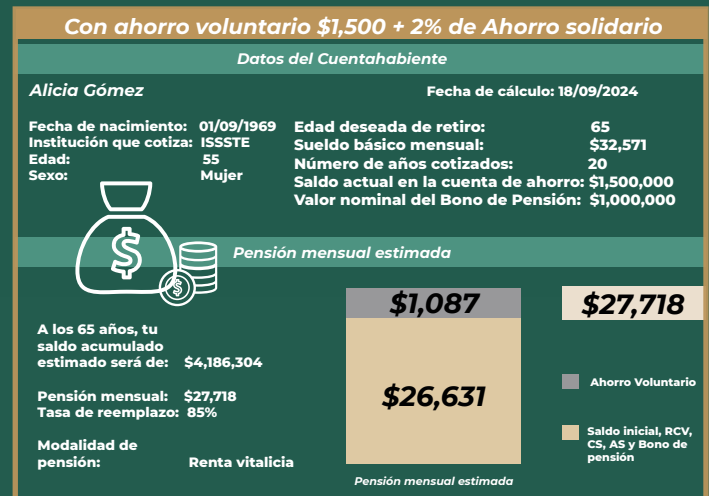 Con ahorro voluntario $1,500 + 2% de Ahorro solidario
Datos del Cuentahabiente
Alicia Gómez
Fecha de cálculo: 18/09/2024
Fecha de nacimiento: 01/09/1969
Institución que cotiza: ISSSTE
Edad: 55
Sexo: Mujer
Edad deseada de retiro: 65
Sueldo básico mensual: $32,571
Número de años cotizados: 20
Saldo actual en la cuenta de ahorro: $1,500,000
Valor nominal del Bono de Pensión: $1,000,000
Pensión mensual estimada
A los 65 años, tu
saldo acumulado
estimado será de: $4,186,304
Pensión mensual: $27,718
Tasa de reemplazo: 85%
Modalidad de
pensión: Renta vitalicia
$1,087
$26,631
Pensión mensual estimada
$27,718
Ahorro Voluntario
Saldo inicial, RCV,
CS, AS y Bono de
pensión
$
$